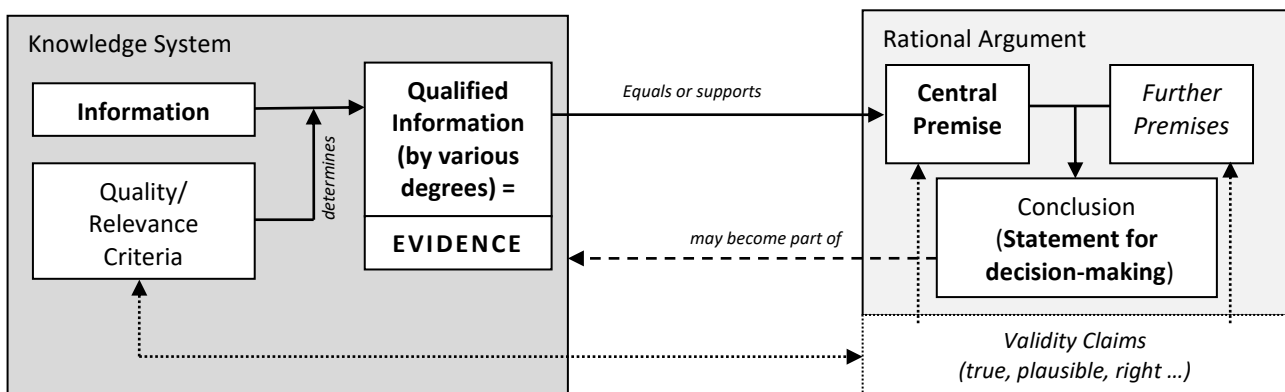 Knowledge System
Information
Quality/
Relevance
Criteria
determines
Qualified
Information
(by various
degrees) =
EVIDENCE
Equals or supports
may become part of
Rational Argument
Central
Premise
Further
Premises
Conclusion
(Statement for
decision-making)
Validity Claims
(true, plausible, right ...)